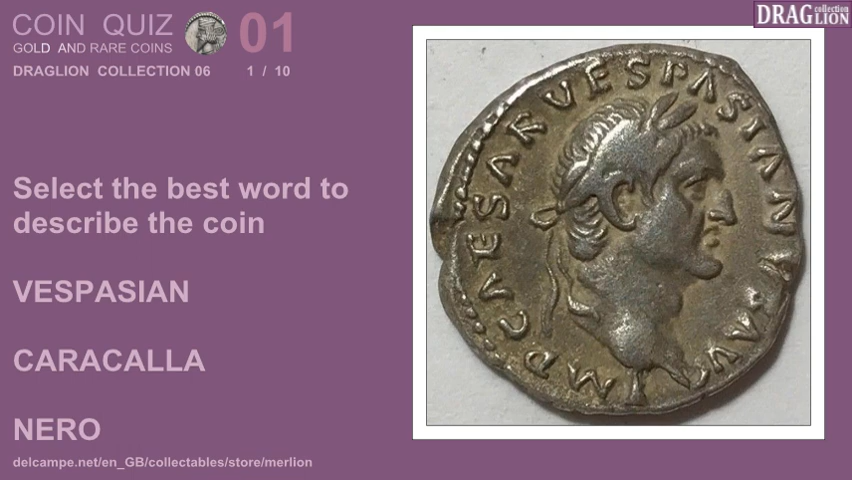 COIN QUIZ
GOLD AND RARE COINS
01
DRAGLION COLLECTION 06
1 / 10
DRAG collection
LION
Select the best word to
describe the coin
VESPASIAN
CARACALLA
NERO
delcampe.net/en_GB/collectables/store/merlion
IMP CAESAR VESPASIANVS AVG